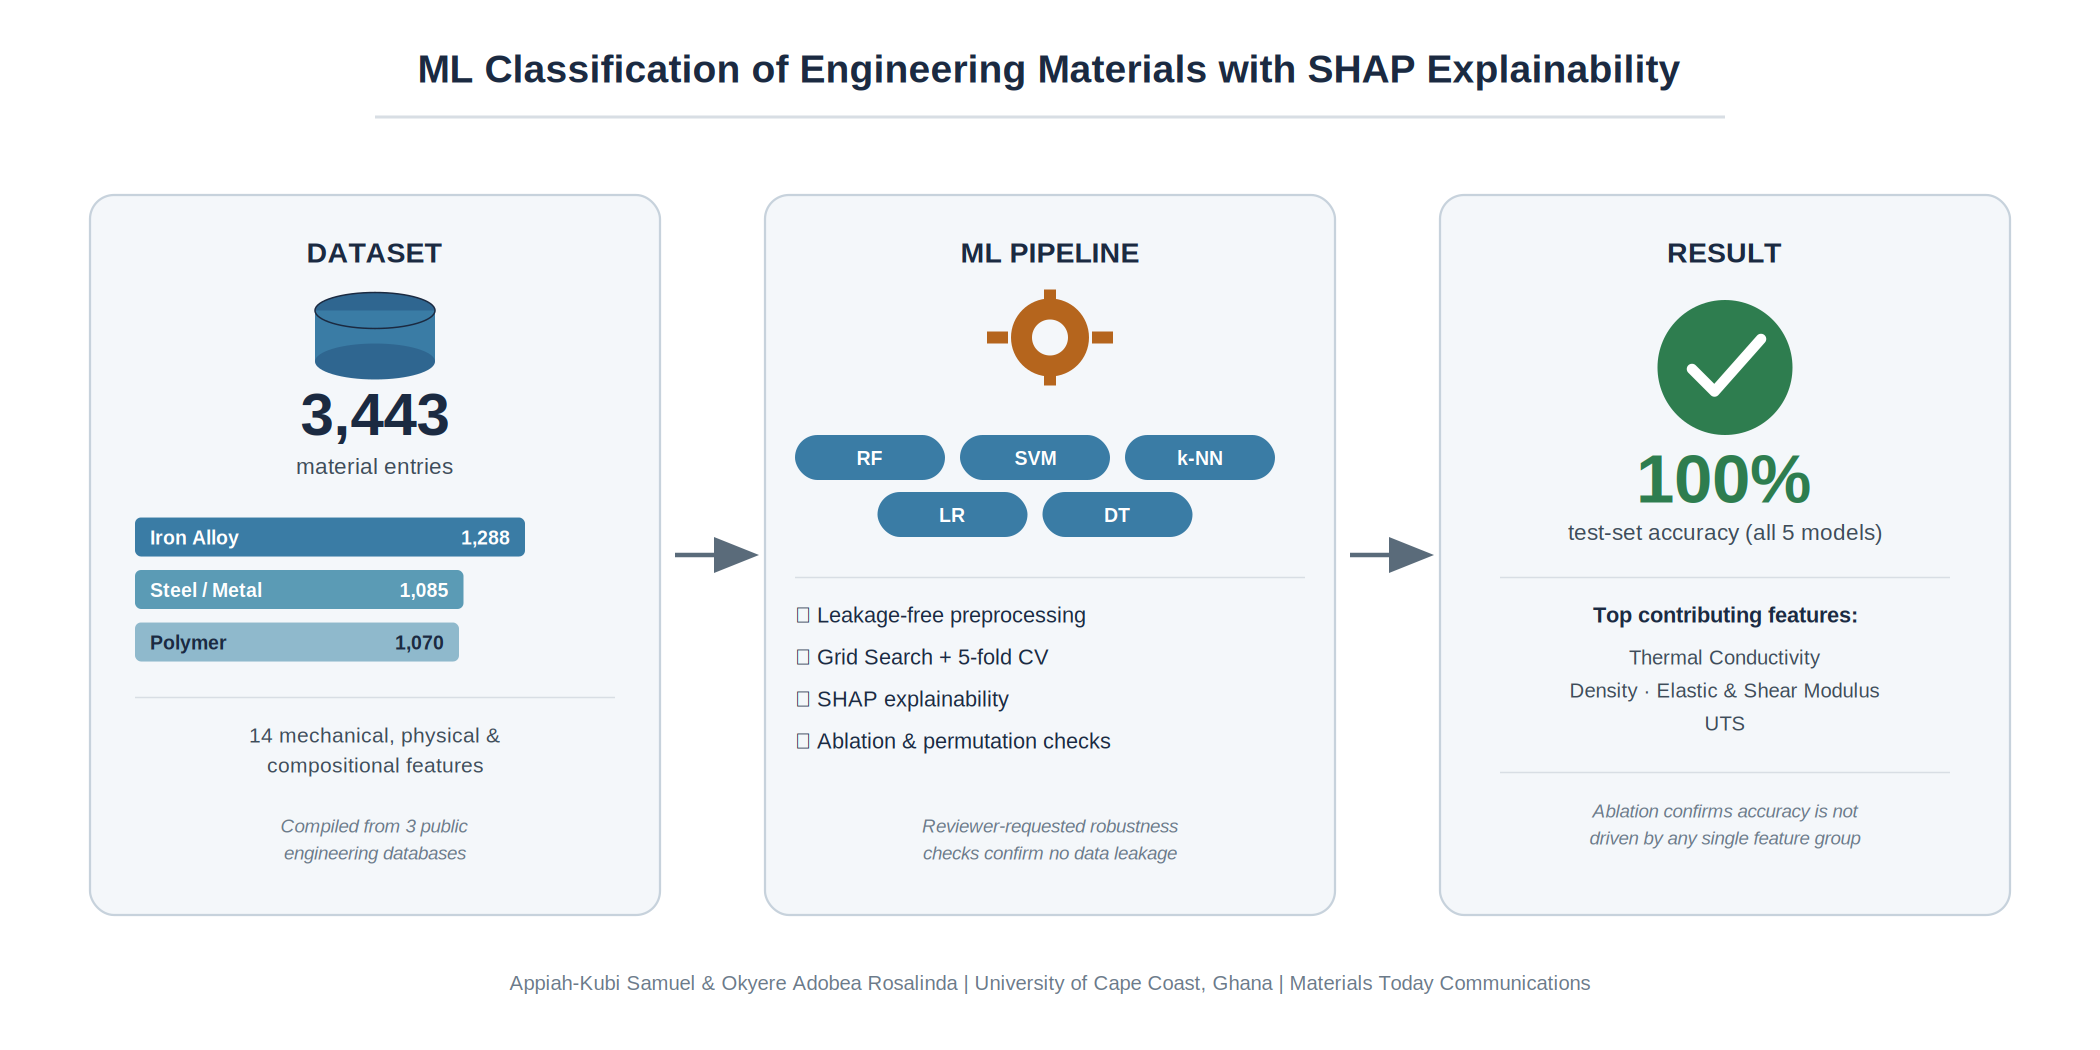 ML Classification of Engineering Materials with SHAP Explainability
DATASET
3,443
material entries
Iron Alloy 1,288
Steel / Metal 1,085
Polymer 1,070
14 mechanical, physical &
compositional features
Compiled from 3 public
engineering databases
ML PIPELINE
RF SVM k-NN
LR DT
Leakage-free preprocessing
Grid Search + 5-fold CV
SHAP explainability
Ablation & permutation checks
Reviewer-requested robustness
checks confirm no data leakage
RESULT
100%
test-set accuracy (all 5 models)
Top contributing features:
Thermal Conductivity
Density · Elastic & Shear Modulus
UTS
Ablation confirms accuracy is not
driven by any single feature group
Appiah-Kubi Samuel & Okyere Adobea Rosalinda | University of Cape Coast, Ghana | Materials Today Communications